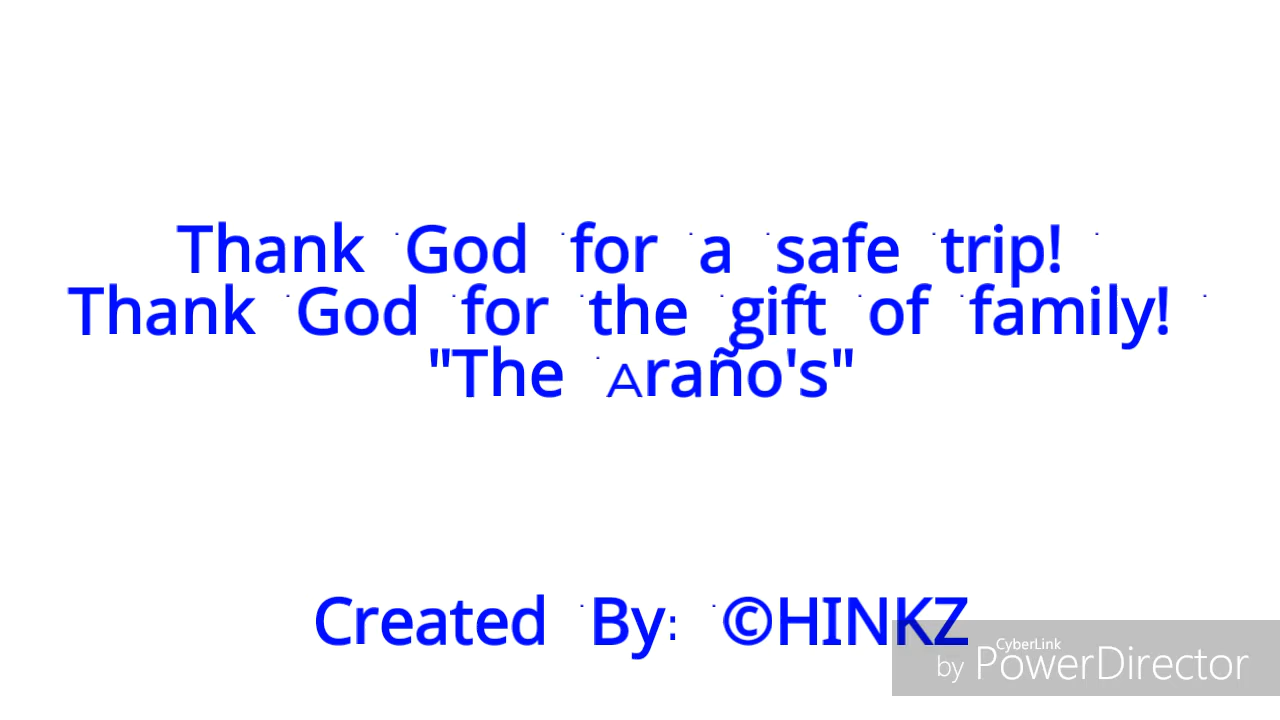 Thank God for a safe trip!
Thank God for the gift of family!
"The Araño's"
Created By: ©HINKZ
CyberLink
by PowerDirector